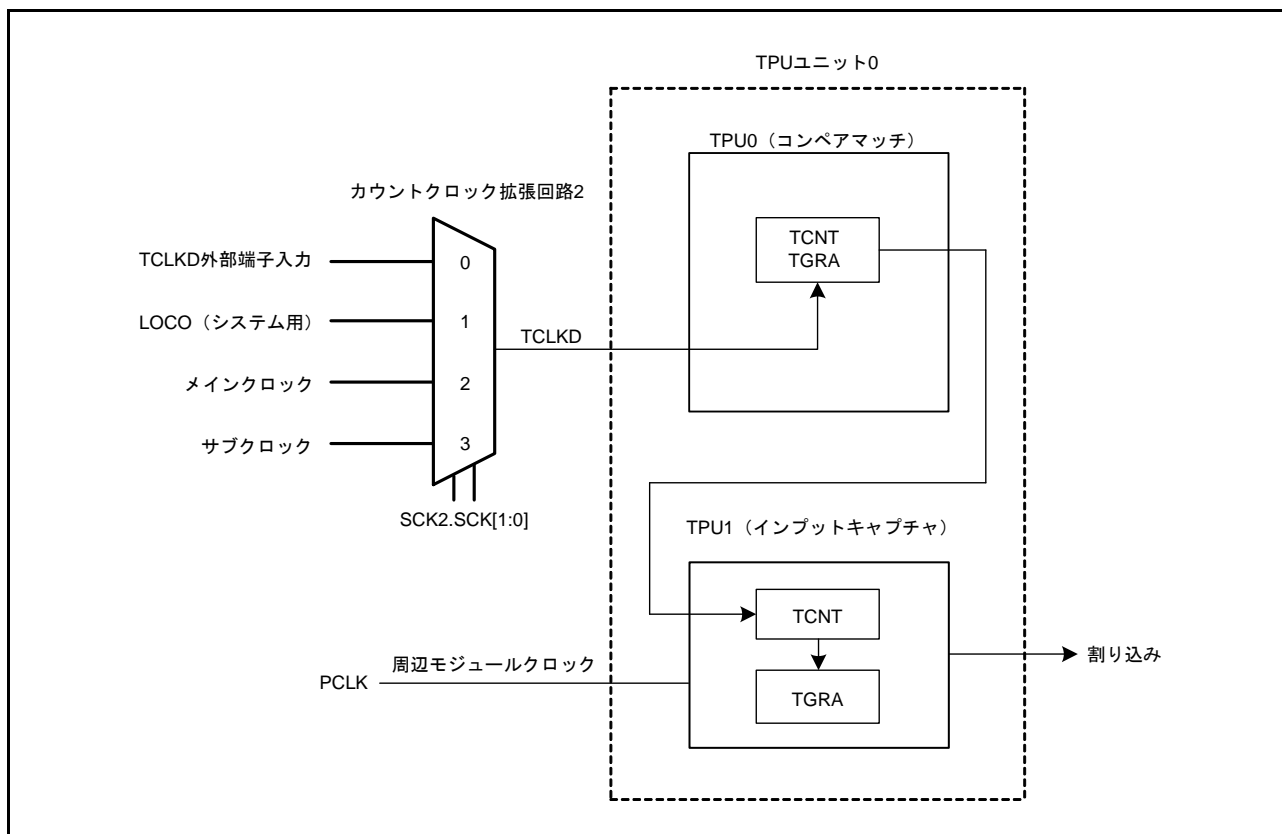 TPUユニット0
TPU0（コンペアマッチ）
カウントクロック拡張回路2
TCNT
TGRA
TCLKD外部端子入力
0
LOCO（システム用）
1
TCLKD
メインクロック
2
サブクロック
3
SCK2.SCK[1:0]
TPU1（インプットキャプチャ）
TCNT
周辺モジュールクロック
割り込み
PCLK
TGRA